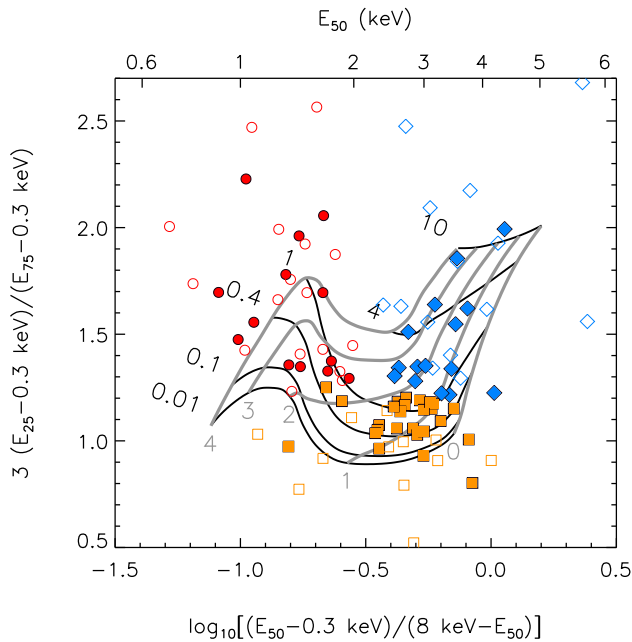 E₅₀ (keV)
0.6 1 2 3 4 5 6
3 (E₂₅−0.3 keV)/(E₇₅−0.3 keV)
2.5
2.0
1.5
1.0
0.5
10
1
0.4
4
0.1
0.01
4 3 2 1 0
−1.5 −1.0 −0.5 0.0 0.5
log₁₀[(E₅₀−0.3 keV)/(8 keV−E₅₀)]